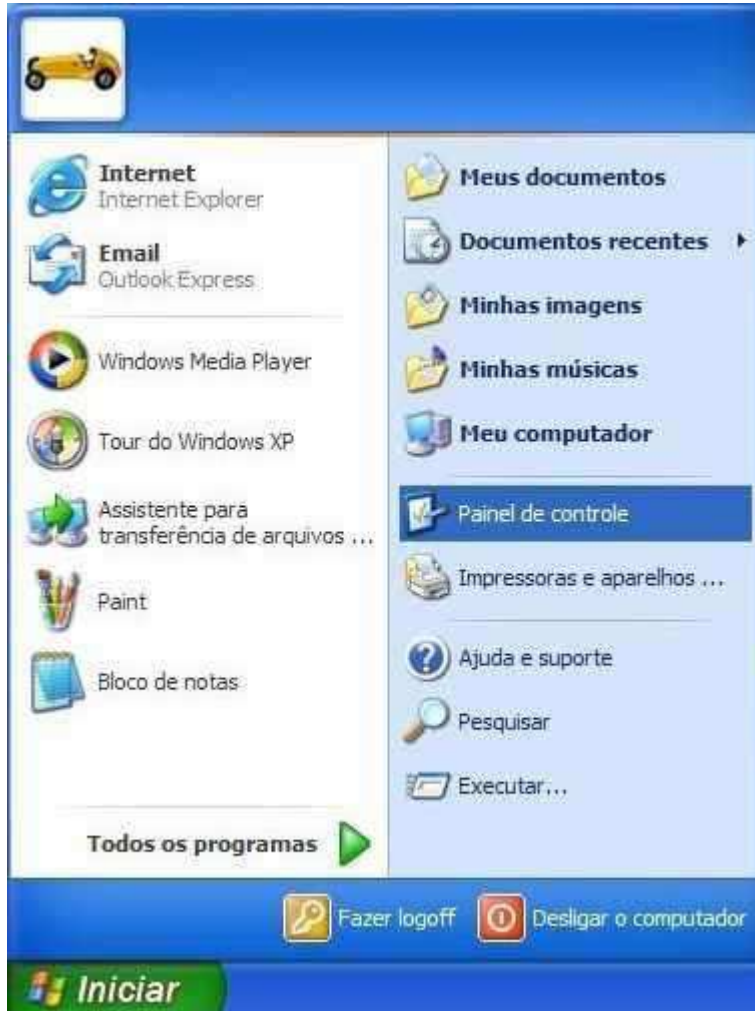 Internet
Internet Explorer
Email
Outlook Express
Windows Media Player
Tour do Windows XP
Assistente para
transferência de arquivos ...
Paint
Bloco de notas
Todos os programas
Meus documentos
Documentos recentes
Minhas imagens
Minhas músicas
Meu computador
Painel de controle
Impressoras e aparelhos ...
Ajuda e suporte
Pesquisar
Executar...
Fazer logoff
Desligar o computador
Iniciar